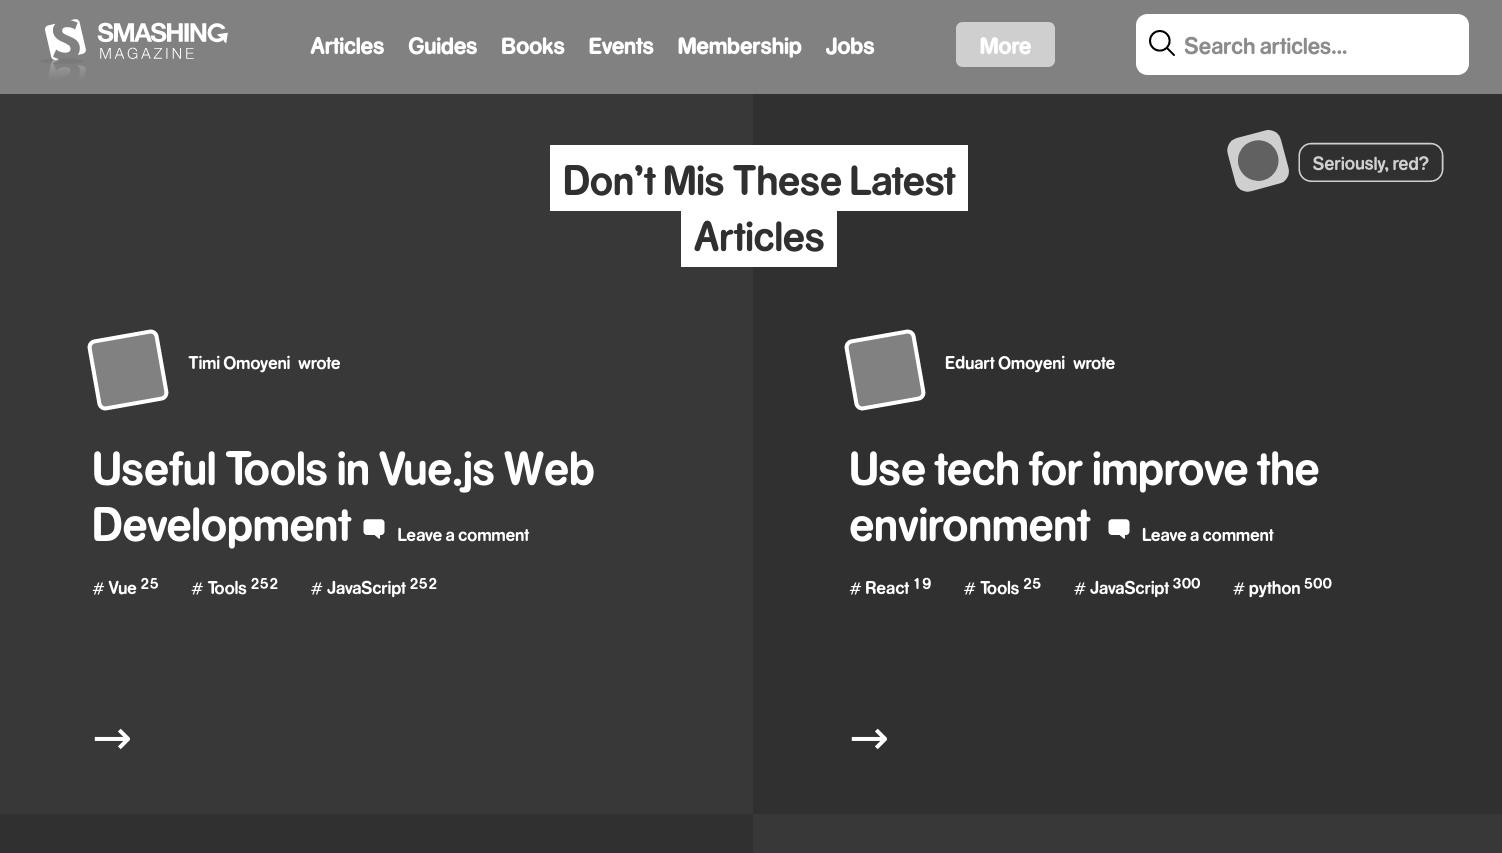 SMASHING
MAGAZINE
Articles Guides Books Events Membership Jobs More
Search articles...
Don't Mis These Latest
Articles
Seriously, red?
Timi Omoyeni wrote
Useful Tools in Vue.js Web
Development Leave a comment
# Vue 25 # Tools 252 # JavaScript 252
Eduart Omoyeni wrote
Use tech for improve the
environment Leave a comment
# React 19 # Tools 25 # JavaScript 300 # python 500